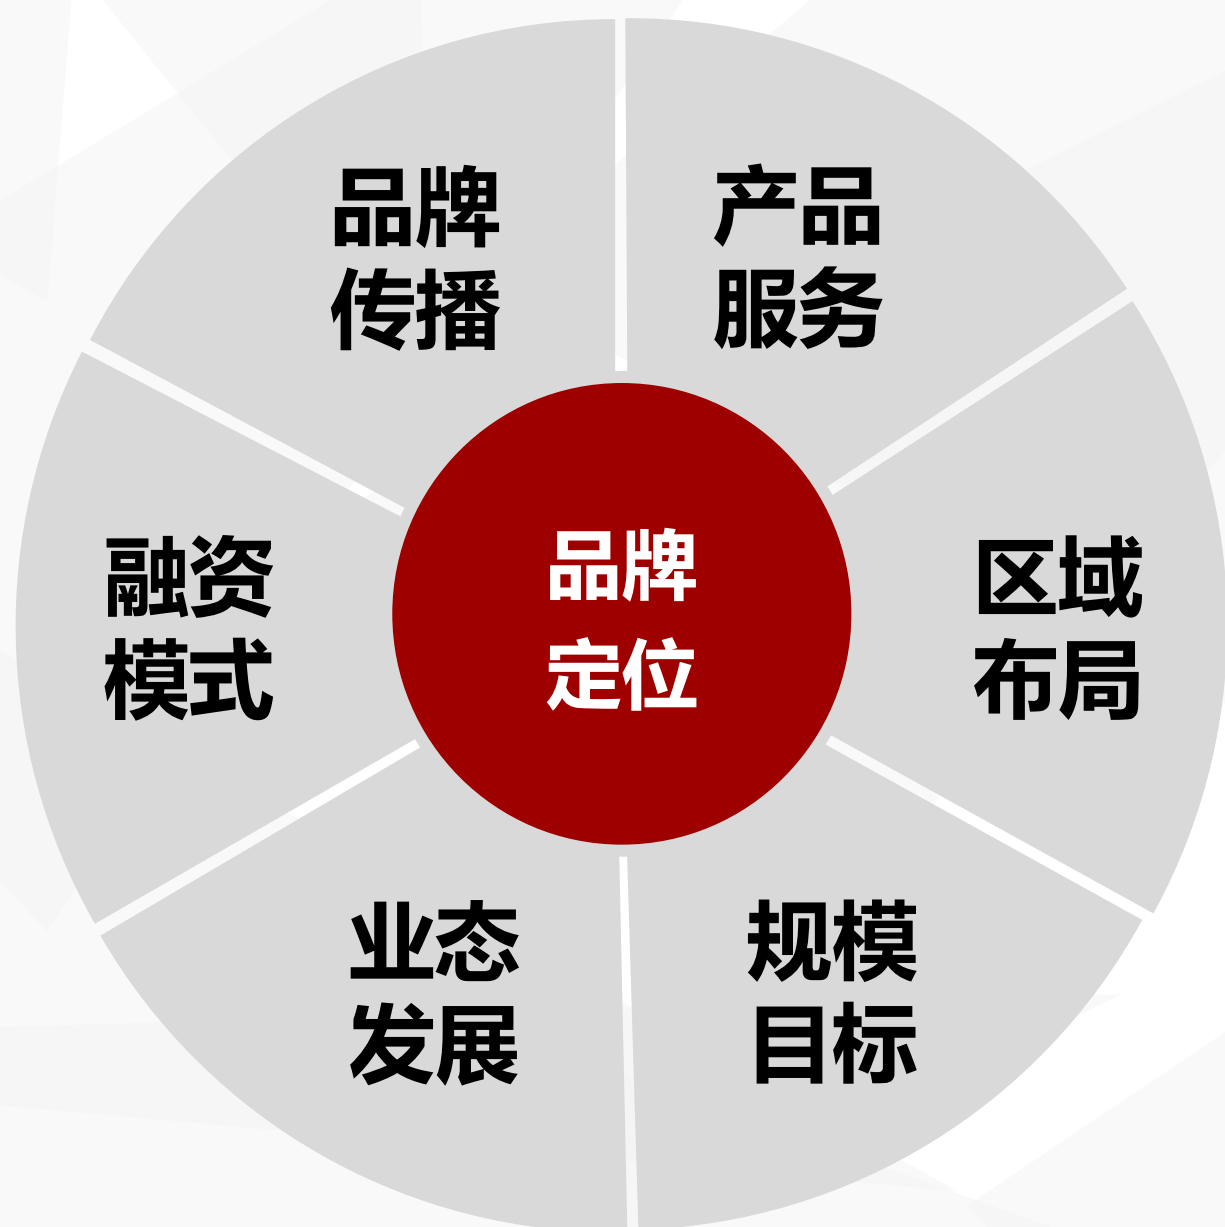 品牌
传播
产品
服务
融资
模式
品牌
定位
区域
布局
业态
发展
规模
目标